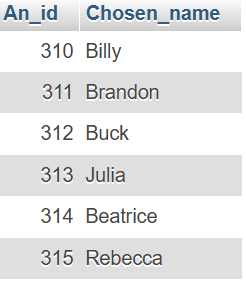 An_id Chosen_name
310 Billy
311 Brandon
312 Buck
313 Julia
314 Beatrice
315 Rebecca